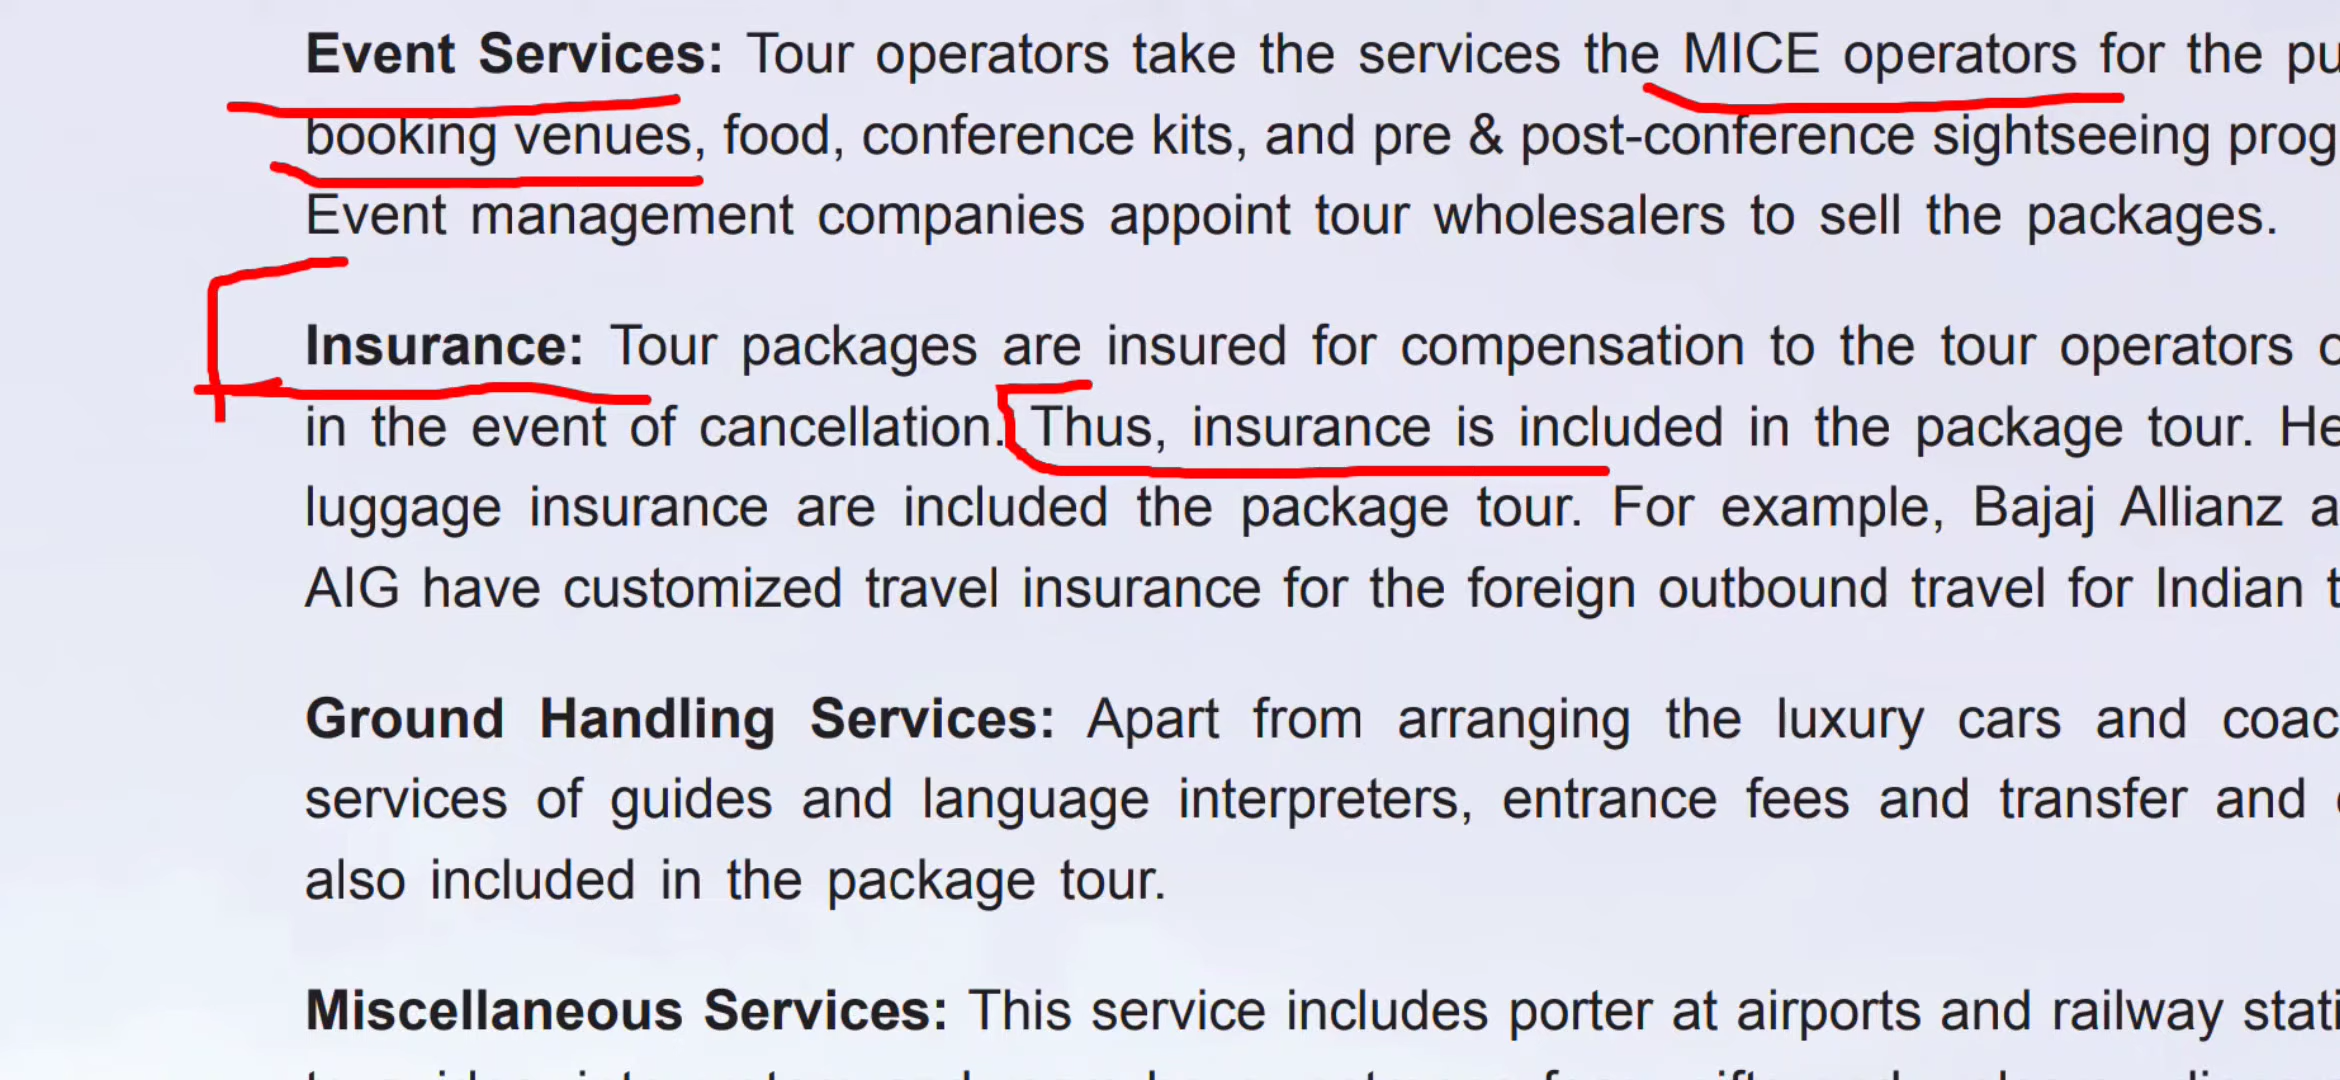 Event Services: Tour operators take the services the MICE operators for the
booking venues, food, conference kits, and pre & post-conference sightseeing
Event management companies appoint tour wholesalers to sell the packages.
Insurance: Tour packages are insured for compensation to the tour operators
in the event of cancellation. Thus, insurance is included in the package tour.
luggage insurance are included the package tour. For example, Bajaj Allianz
AIG have customized travel insurance for the foreign outbound travel for Indian
Ground Handling Services: Apart from arranging the luxury cars and
services of guides and language interpreters, entrance fees and transfer and
also included in the package tour.
Miscellaneous Services: This service includes porter at airports and railway